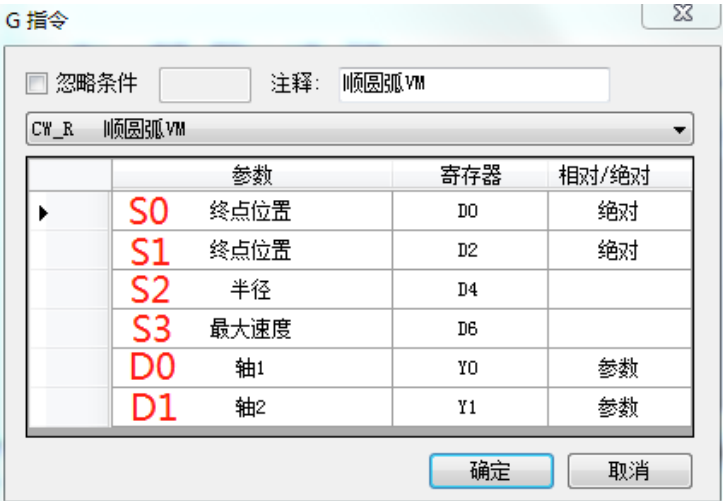 G 指令
忽略条件 注释: 顺圆弧VM
CW_R 顺圆弧VM
参数 寄存器 相对/绝对
S0 终点位置 D0 绝对
S1 终点位置 D2 绝对
S2 半径 D4
S3 最大速度 D6
D0 轴1 Y0 参数
D1 轴2 Y1 参数
确定 取消